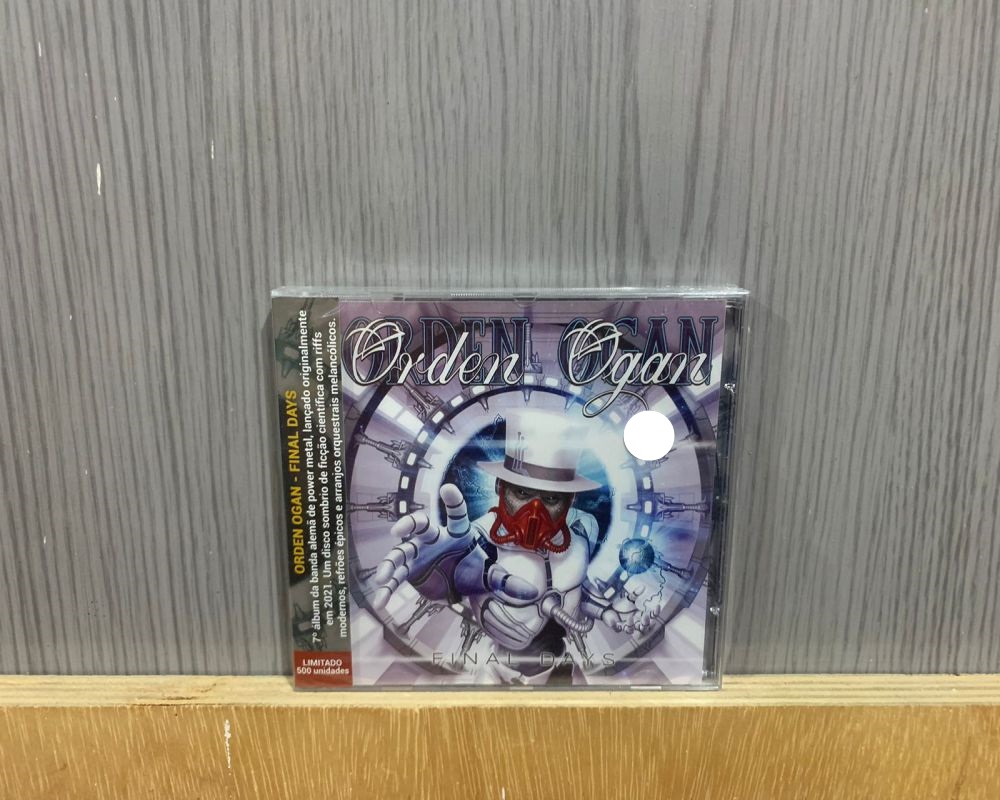 ORDEN OGAN - FINAL DAYS
7º álbum da banda alemã de power metal, lançado originalmente
em 2021. Um disco sombrio de ficção científica com riffs
modernos, refrões épicos e arranjos orquestrais melancólicos.
LIMITADO
500 unidades
ORDEN OGAN
Orden Ogan
FINAL DAYS